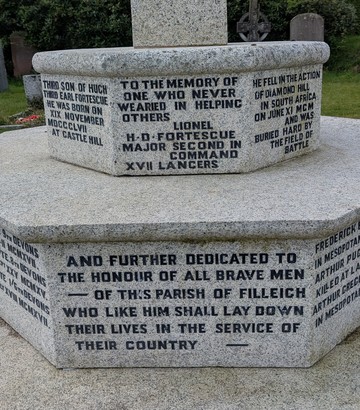 THIRD SON OF HUGH
THIRD EARL FORTESCUE
HE WAS BORN ON
XIX NOVEMBER
MDCCCLVII
AT CASTLE HILL
TO THE MEMORY OF
ONE WHO NEVER
WEARIED IN HELPING
OTHERS
LIONEL
H·D·FORTESCUE
MAJOR SECOND IN
COMMAND
XVII LANCERS
HE FELL IN THE ACTION
OF DIAMOND HILL
IN SOUTH AFRICA
ON JUNE XI MCM
AND WAS
BURIED HARD BY
THE FIELD OF
BATTLE
DEVONS
AND FURTHER DEDICATED TO
THE HONOUR OF ALL BRAVE MEN
— OF THIS PARISH OF FILLEIGH
WHO LIKE HIM SHALL LAY DOWN
THEIR LIVES IN THE SERVICE OF
THEIR COUNTRY —
FREDERICK
IN MESOPOTA
ARTHUR PUC
KILLED AT L
ARTHUR GREG
IN MESOPOTA